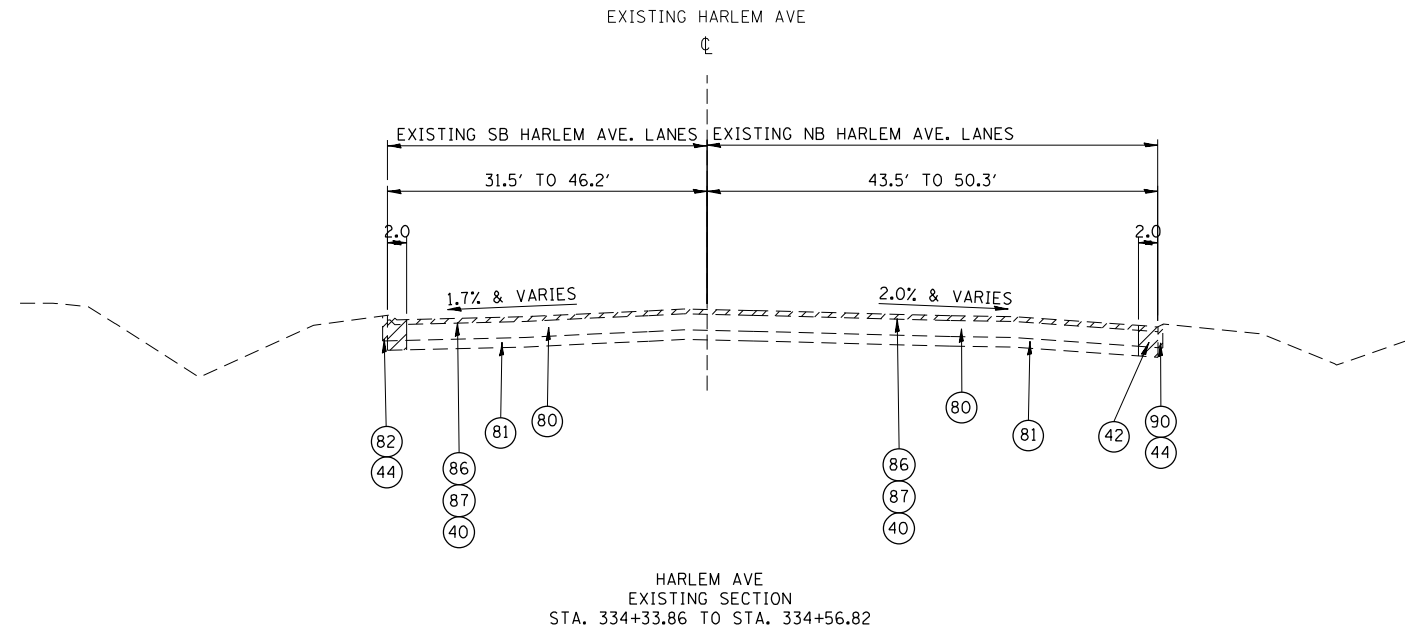 EXISTING HARLEM AVE
℄
EXISTING SB HARLEM AVE. LANES
EXISTING NB HARLEM AVE. LANES
31.5' TO 46.2'
43.5' TO 50.3'
2.0
2.0
1.7% & VARIES
2.0% & VARIES
82
44
86
87
40
81
80
86
87
40
80
81
42
90
44
HARLEM AVE
EXISTING SECTION
STA. 334+33.86 TO STA. 334+56.82